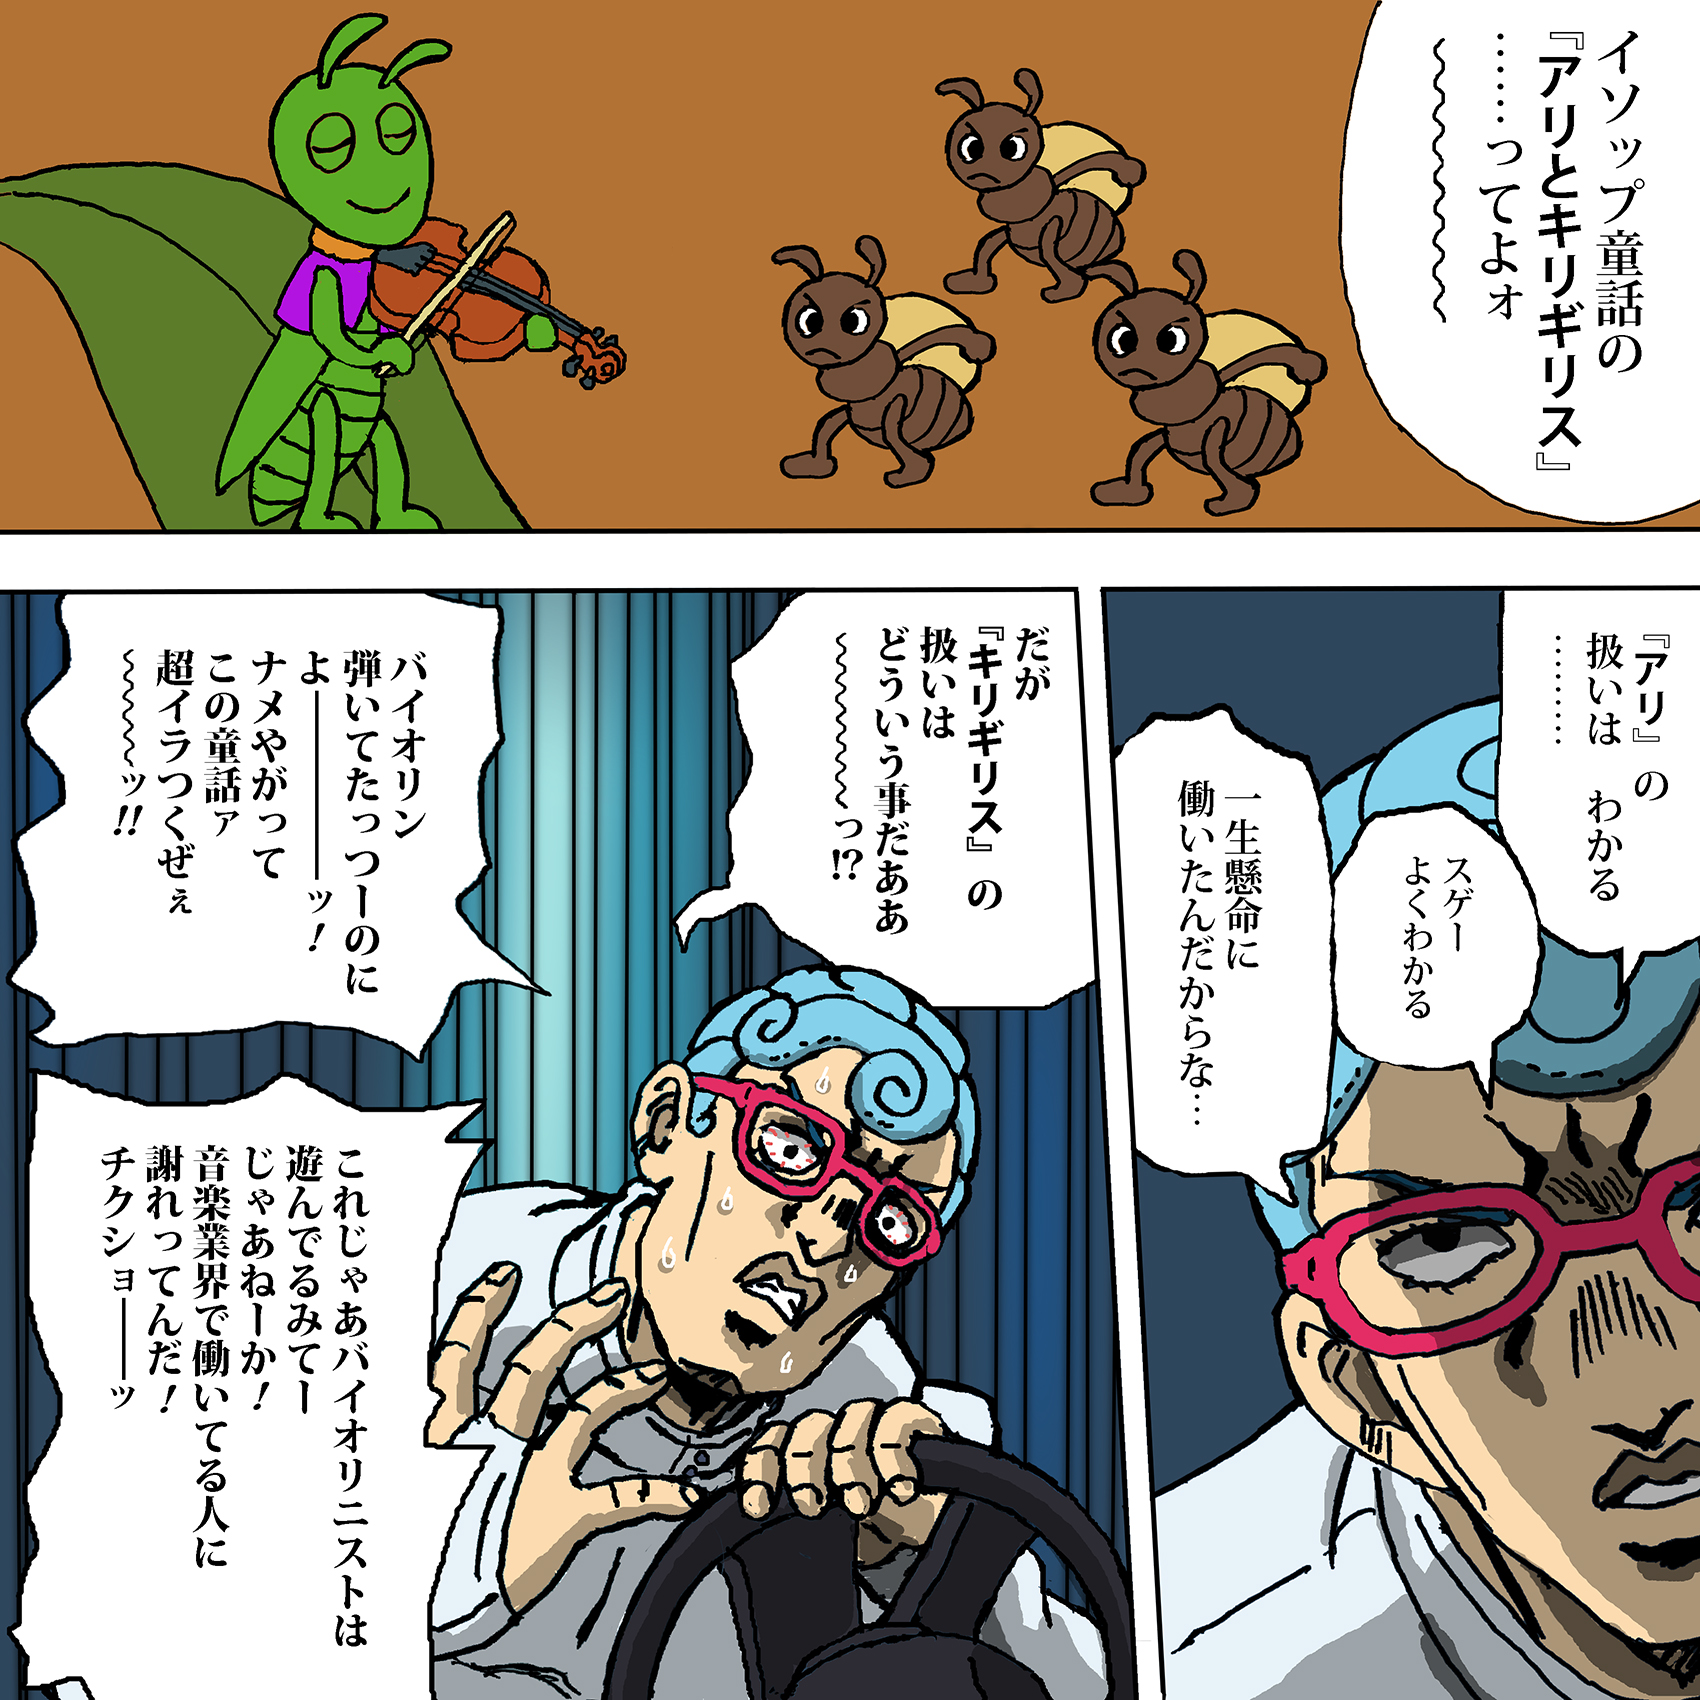 イソップ童話の
『アリとキリギリス』
……ってよォ
〜〜〜〜〜〜〜
『アリ』の
扱いは わかる
………
スゲー
よくわかる
一生懸命に
働いたんだからな…
だが
『キリギリス』の
扱いは
どういう事だああ
〜〜〜〜〜っ!?
バイオリン
弾いてたっつーのに
よ───ッ!
ナメやがって
この童話ァ
超イラつくぜぇ
〜〜〜〜ッ!!
これじゃあバイオリニストは
遊んでるみてー
じゃあねーか!
音楽業界で働いてる人に
謝れってんだ!
チクショ──ッ